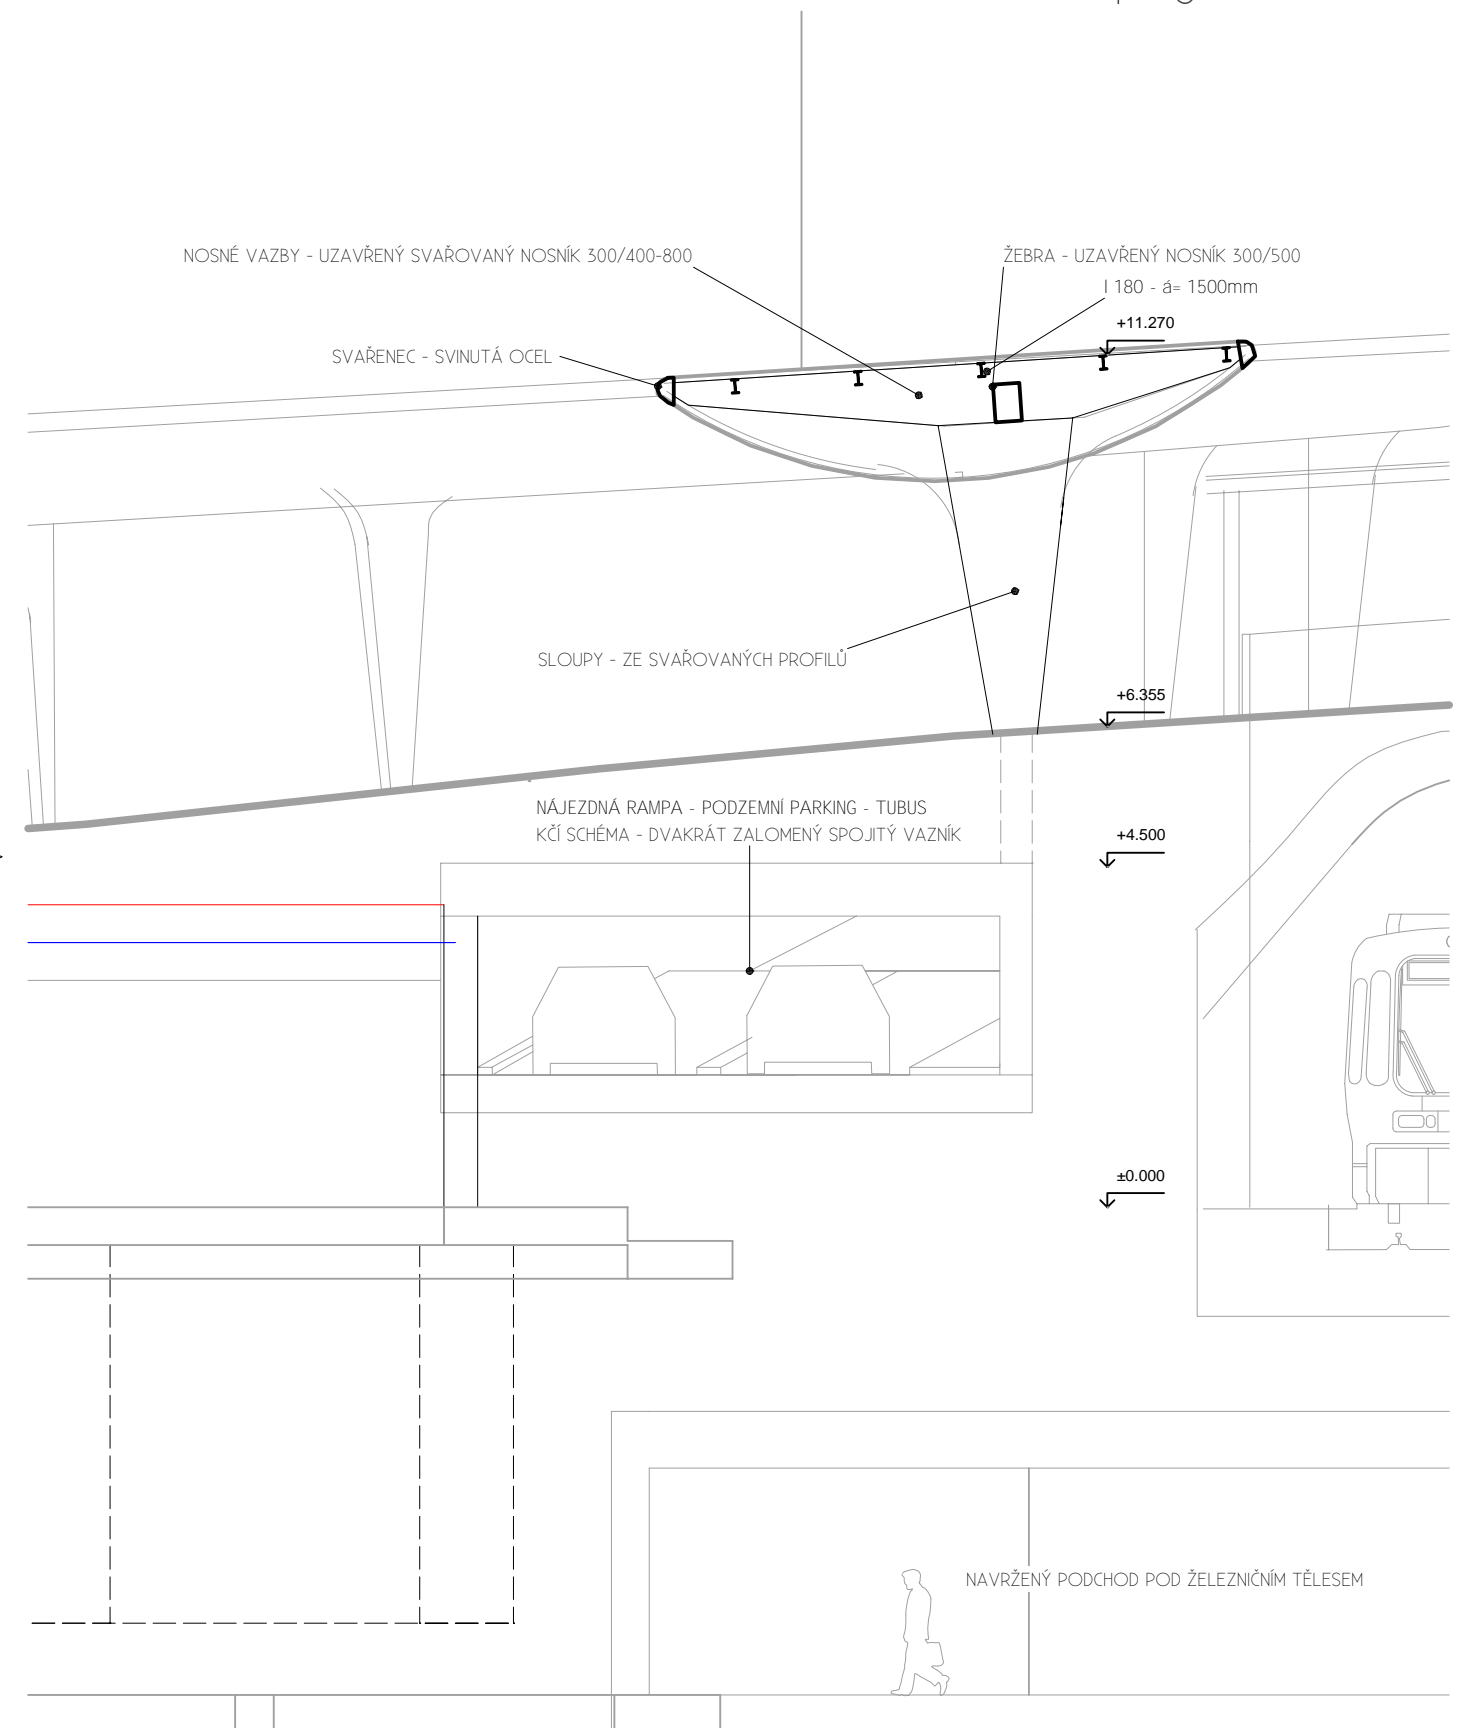 NOSNÉ VAZBY - UZAVŘENÝ SVAŘOVANÝ NOSNÍK 300/400-800
ŽEBRA - UZAVŘENÝ NOSNÍK 300/500
I 180 - á= 1500mm
+11.270
SVAŘENEC - SVINUTÁ OCEL
SLOUPY - ZE SVAŘOVANÝCH PROFILŮ
+6.355
NÁJEZDNÁ RAMPA - PODZEMNÍ PARKING - TUBUS
KČÍ SCHÉMA - DVAKRÁT ZALOMENÝ SPOJITÝ VAZNÍK
+4.500
±0.000
NAVRŽENÝ PODCHOD POD ŽELEZNIČNÍM TĚLESEM